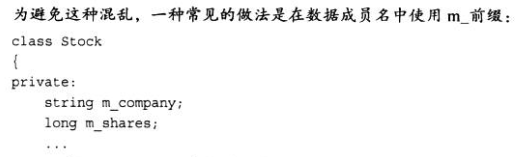 为避免这种混乱，一种常见的做法是在数据成员名中使用 m_前缀：
class Stock
{
private:
    string m_company;
    long m_shares;
    ...